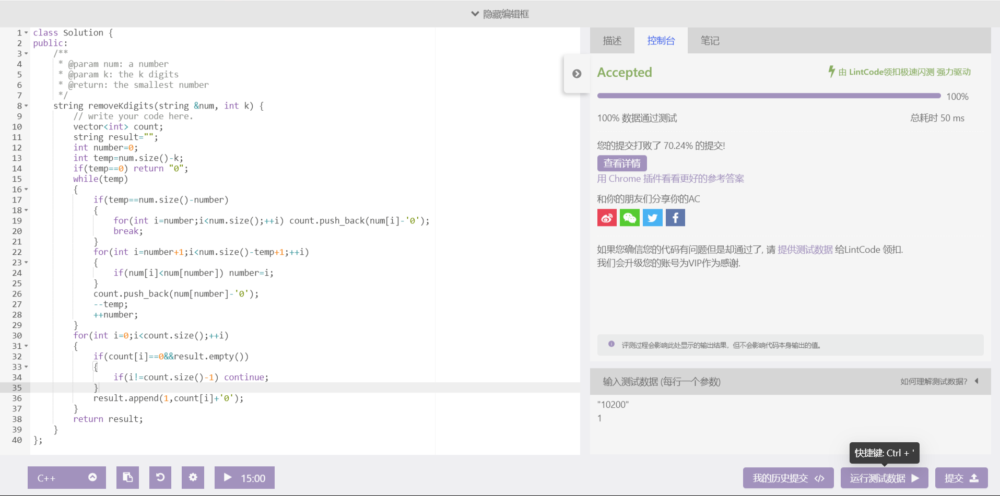 隐藏编辑框
1 class Solution {
2 public:
3     /**
4      * @param num: a number
5      * @param k: the k digits
6      * @return: the smallest number
7      */
8     string removeKdigits(string &num, int k) {
9         // write your code here.
10         vector<int> count;
11         string result="";
12         int number=0;
13         int temp=num.size()-k;
14         if(temp==0) return "0";
15         while(temp)
16         {
17             if(temp==num.size()-number)
18             {
19                 for(int i=number;i<num.size();++i) count.push_back(num[i]-'0');
20                 break;
21             }
22             for(int i=number+1;i<num.size()-temp+1;++i)
23             {
24                 if(num[i]<num[number]) number=i;
25             }
26             count.push_back(num[number]-'0');
27             --temp;
28             ++number;
29         }
30         for(int i=0;i<count.size();++i)
31         {
32             if(count[i]==0&&result.empty())
33             {
34                 if(i!=count.size()-1) continue;
35             }
36             result.append(1,count[i]+'0');
37         }
38         return result;
39     }
40 };
C++
15:00
描述 控制台 笔记
Accepted 由 LintCode领扣极速闪测 强力驱动
100%
100% 数据通过测试 总耗时 50 ms
您的提交打败了 70.24% 的提交!
查看详情
用 Chrome 插件看看更好的参考答案
和你的朋友们分享你的AC
如果您确信您的代码有问题但是却通过了, 请 提供测试数据 给LintCode 领扣.
我们会升级您的账号为VIP作为感谢.
评测过程会影响此处显示的输出结果，但不会影响代码本身输出的值。
输入测试数据 (每行一个参数) 如何理解测试数据?
"10200"
1
快捷键: Ctrl + '
我的历史提交 </> 运行测试数据 提交